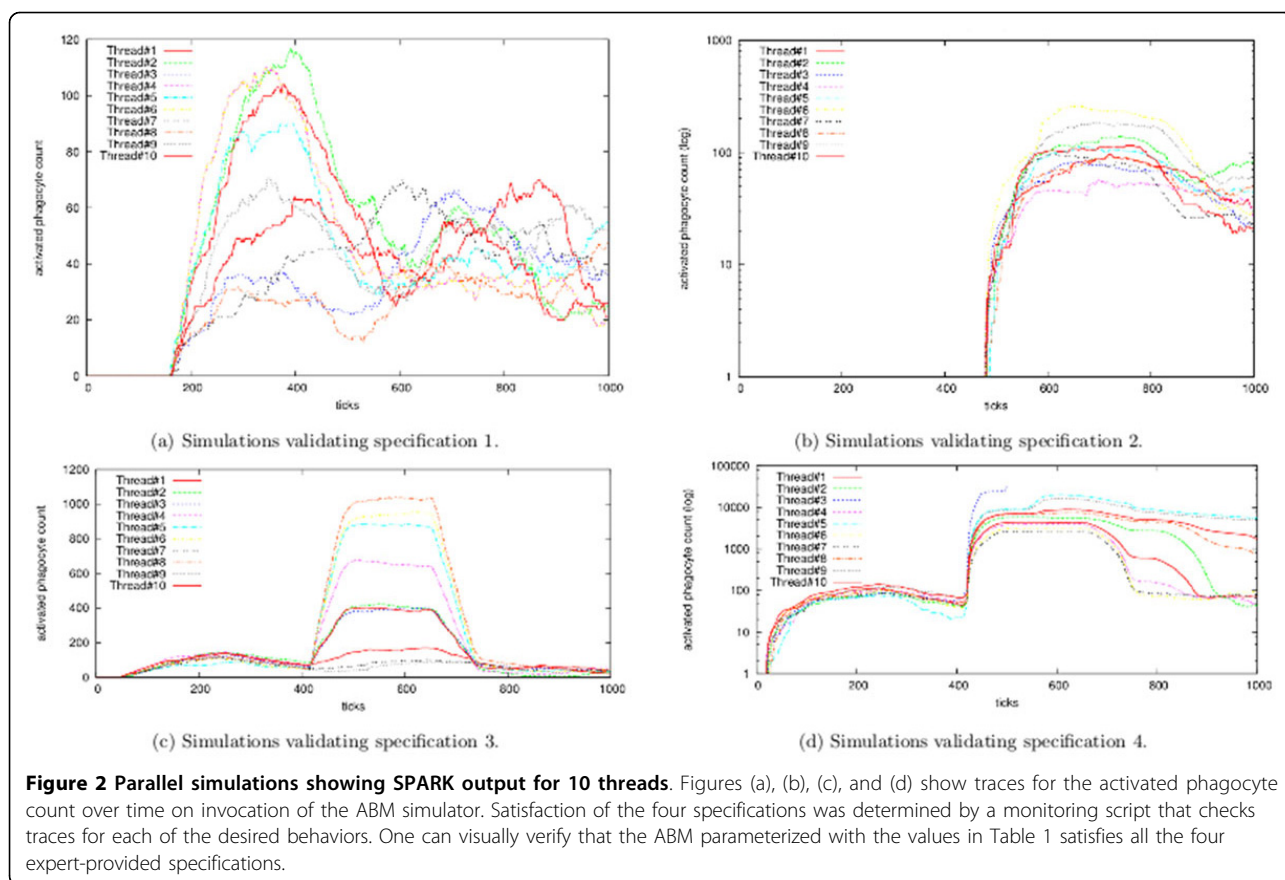 120
100
80
60
40
20
0
activated phagocyte count
Thread#1
Thread#2
Thread#3
Thread#4
Thread#5
Thread#6
Thread#7
Thread#8
Thread#9
Thread#10
0 200 400 600 800 1000
ticks
(a) Simulations validating specification 1.
1000
100
10
1
activated phagocyte count (log)
Thread#1
Thread#2
Thread#3
Thread#4
Thread#5
Thread#6
Thread#7
Thread#8
Thread#9
Thread#10
0 200 400 600 800 1000
ticks
(b) Simulations validating specification 2.
1200
1000
800
600
400
200
0
activated phagocyte count
Thread#1
Thread#2
Thread#3
Thread#4
Thread#5
Thread#6
Thread#7
Thread#8
Thread#9
Thread#10
0 200 400 600 800 1000
ticks
(c) Simulations validating specification 3.
100000
10000
1000
100
10
1
activated phagocyte count (log)
Thread#1
Thread#2
Thread#3
Thread#4
Thread#5
Thread#6
Thread#7
Thread#8
Thread#9
Thread#10
0 200 400 600 800 1000
ticks
(d) Simulations validating specification 4.
Figure 2 Parallel simulations showing SPARK output for 10 threads. Figures (a), (b), (c), and (d) show traces for the activated phagocyte
count over time on invocation of the ABM simulator. Satisfaction of the four specifications was determined by a monitoring script that checks
traces for each of the desired behaviors. One can visually verify that the ABM parameterized with the values in Table 1 satisfies all the four
expert-provided specifications.